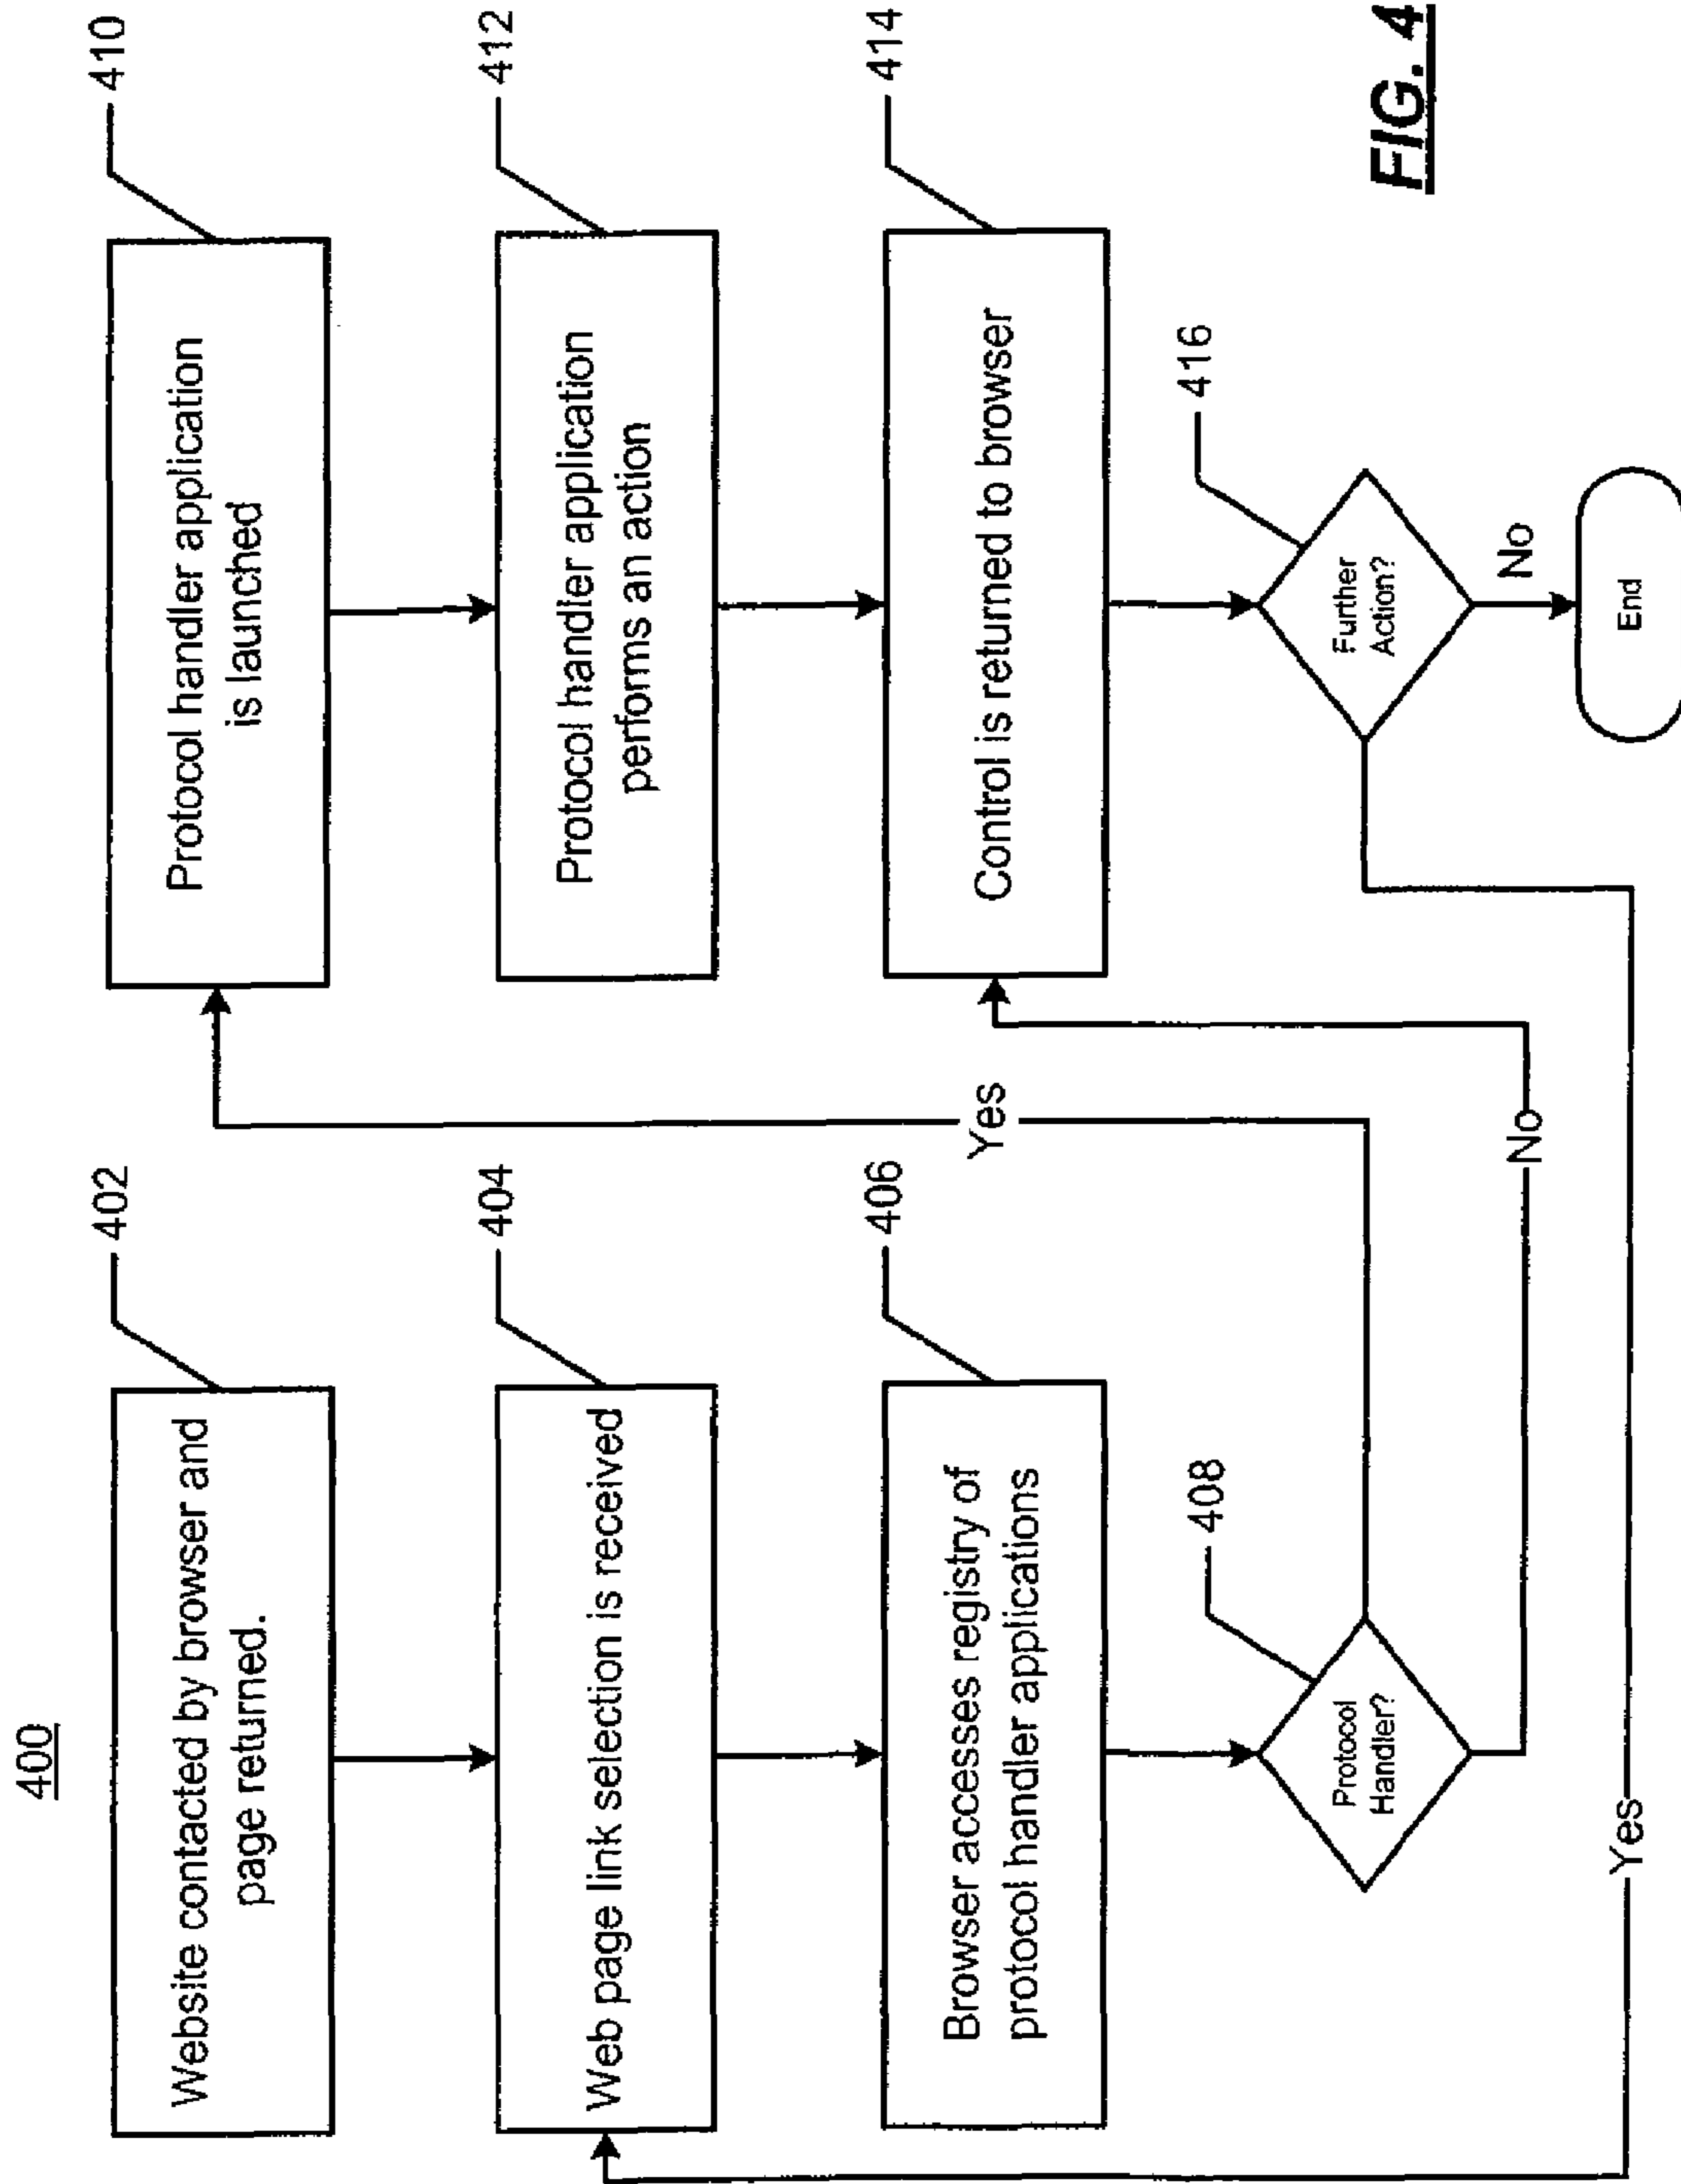 400
402
Website contacted by browser and
page returned.
404
Web page link selection is received
406
Browser accesses registry of
protocol handler applications
408
Protocol
Handler?
Yes
No
410
Protocol handler application
is launched
412
Protocol handler application
performs an action
414
Control is returned to browser
416
Further
Action?
Yes
No
End
FIG. 4